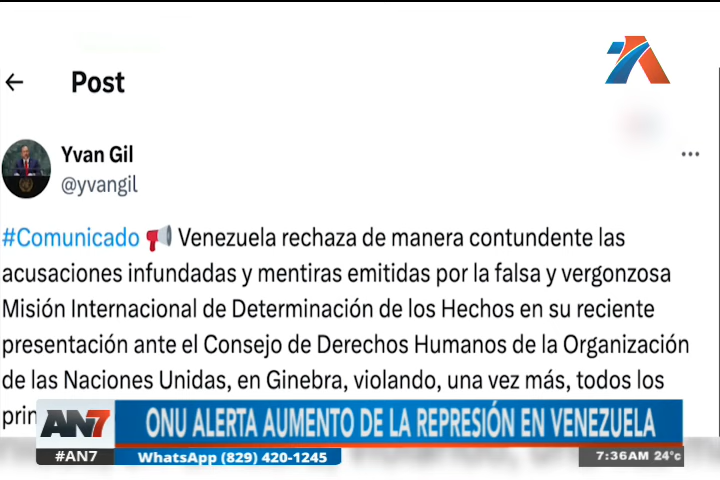 ← Post
Yvan Gil
@yvangil
#Comunicado Venezuela rechaza de manera contundente las
acusaciones infundadas y mentiras emitidas por la falsa y vergonzosa
Misión Internacional de Determinación de los Hechos en su reciente
presentación ante el Consejo de Derechos Humanos de la Organización
de las Naciones Unidas, en Ginebra, violando, una vez más, todos los
AN7 ONU ALERTA AUMENTO DE LA REPRESIÓN EN VENEZUELA
#AN7 WhatsApp (829) 420-1245 7:36AM 24°c